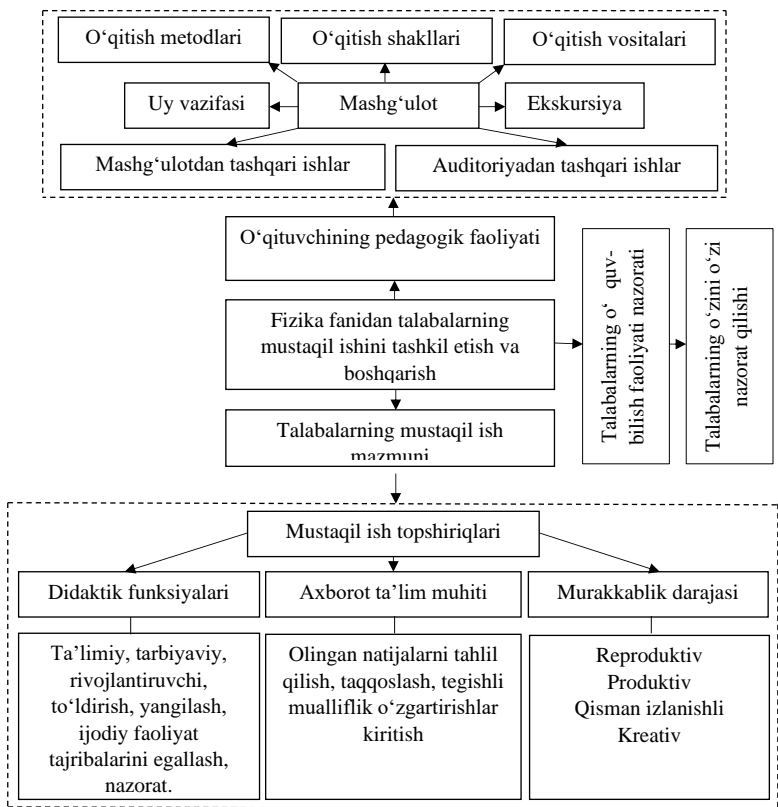 O‘qitish metodlari
O‘qitish shakllari
O‘qitish vositalari
Uy vazifasi
Mashg‘ulot
Ekskursiya
Mashg‘ulotdan tashqari ishlar
Auditoriyadan tashqari ishlar
O‘qituvchining pedagogik faoliyati
Fizika fanidan talabalarning
mustaqil ishini tashkil etish va
boshqarish
Talabalarning o‘ quv-
bilish faoliyati nazorati
Talabalarning o‘zini o‘zi
nazorat qilishi
Talabalarning mustaqil ish
mazmuni
Mustaqil ish topshiriqlari
Didaktik funksiyalari
Axborot ta’lim muhiti
Murakkablik darajasi
Ta’limiy, tarbiyaviy,
rivojlantiruvchi,
to‘ldirish, yangilash,
ijodiy faoliyat
tajribalarini egallash,
nazorat.
Olingan natijalarni tahlil
qilish, taqqoslash, tegishli
mualliflik o‘zgartirishlar
kiritish
Reproduktiv
Produktiv
Qisman izlanishli
Kreativ